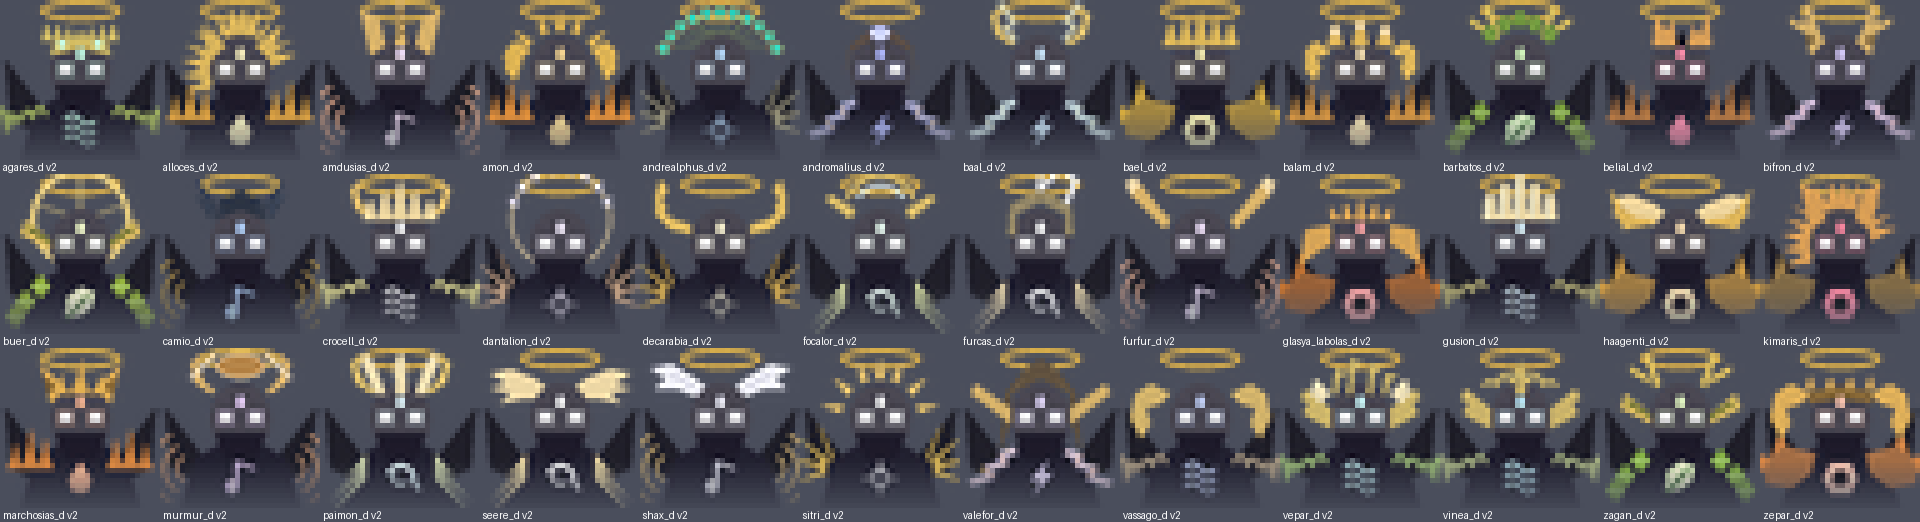 agares_d v2
alloces_d v2
amdusias_d v2
amon_d v2
andrealphus_d v2
andromalius_d v2
baal_d v2
bael_d v2
balam_d v2
barbatos_d v2
belial_d v2
bifron_d v2
buer_d v2
camio_d v2
crocell_d v2
dantalion_d v2
decarabia_d v2
focalor_d v2
furcas_d v2
furfur_d v2
glasya_labolas_d v2
gusion_d v2
haagenti_d v2
kimaris_d v2
marchosias_d v2
murmur_d v2
paimon_d v2
seere_d v2
shax_d v2
sitri_d v2
valefor_d v2
vassago_d v2
vepar_d v2
vinea_d v2
zagan_d v2
zepar_d v2